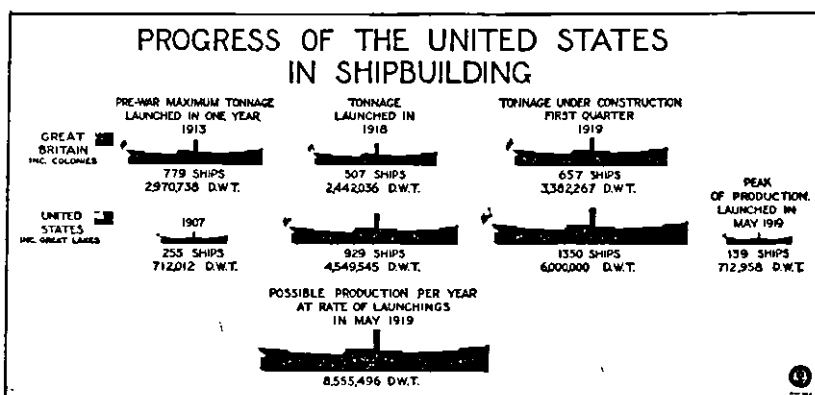 PROGRESS OF THE UNITED STATES
IN SHIPBUILDING
PRE-WAR MAXIMUM TONNAGE
LAUNCHED IN ONE YEAR
1913
TONNAGE
LAUNCHED IN
1918
TONNAGE UNDER CONSTRUCTION
FIRST QUARTER
1919
GREAT
BRITAIN
INC. COLONIES
779 SHIPS
2,970,738 D.W.T.
507 SHIPS
2,442,036 D.W.T.
657 SHIPS
3,382,267 D.W.T.
UNITED
STATES
INC. GREAT LAKES
1907
255 SHIPS
712,012 D.W.T.
929 SHIPS
4,549,545 D.W.T.
1350 SHIPS
6,000,000 D.W.T.
PEAK
OF PRODUCTION.
LAUNCHED IN
MAY 1919
139 SHIPS
712,958 D.W.T.
POSSIBLE PRODUCTION PER YEAR
AT RATE OF LAUNCHINGS
IN MAY 1919
8,555,496 D.W.T.